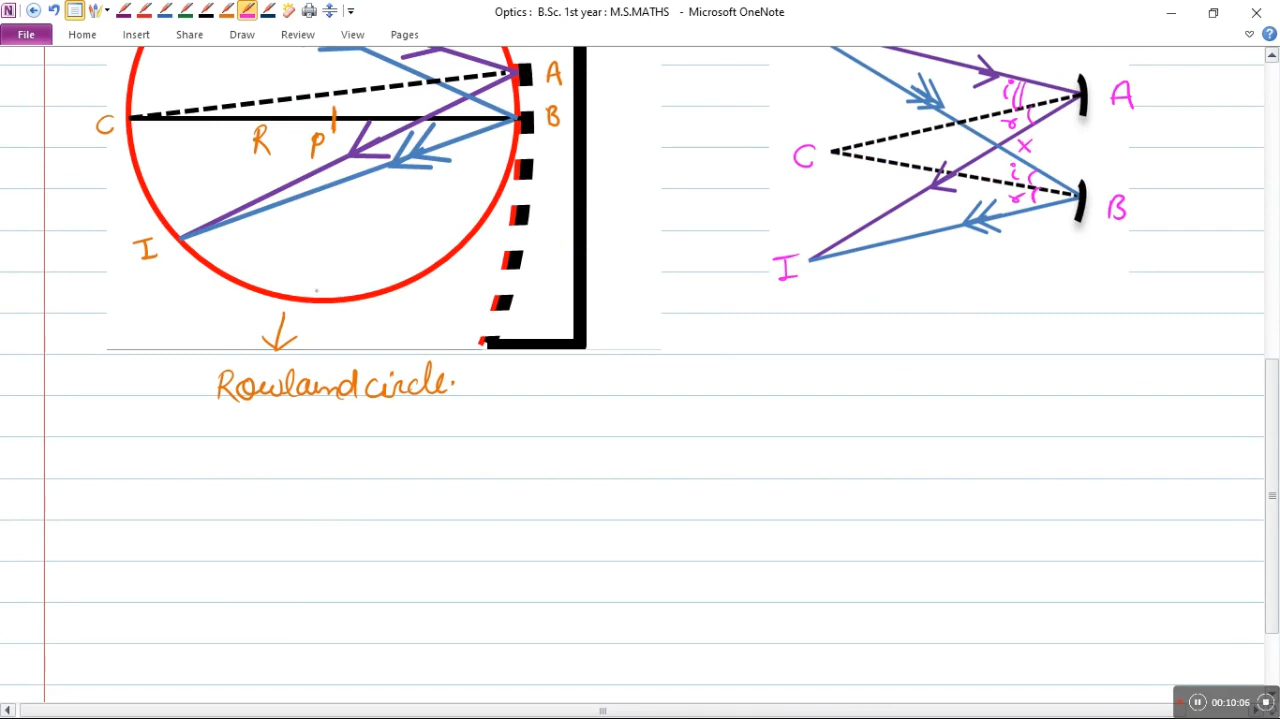 Optics : B.Sc. 1st year : M.S.MATHS - Microsoft OneNote
File Home Insert Draw Review View Pages
A
B
C
R
P
I
Rowland circle.
A
i
r
x
C
i
r
B
I
00:10:06